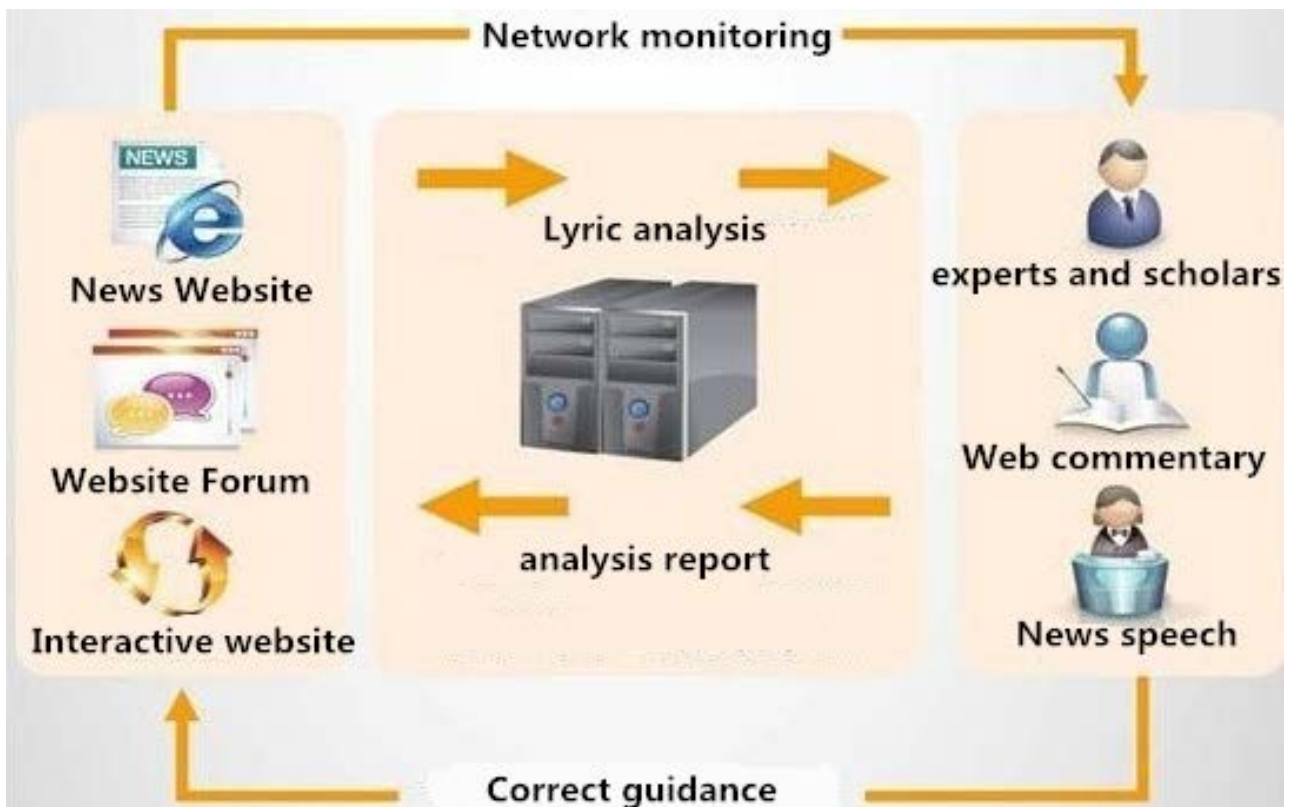 Network monitoring
NEWS
News Website
Website Forum
Interactive website
Lyric analysis
analysis report
experts and scholars
Web commentary
News speech
Correct guidance